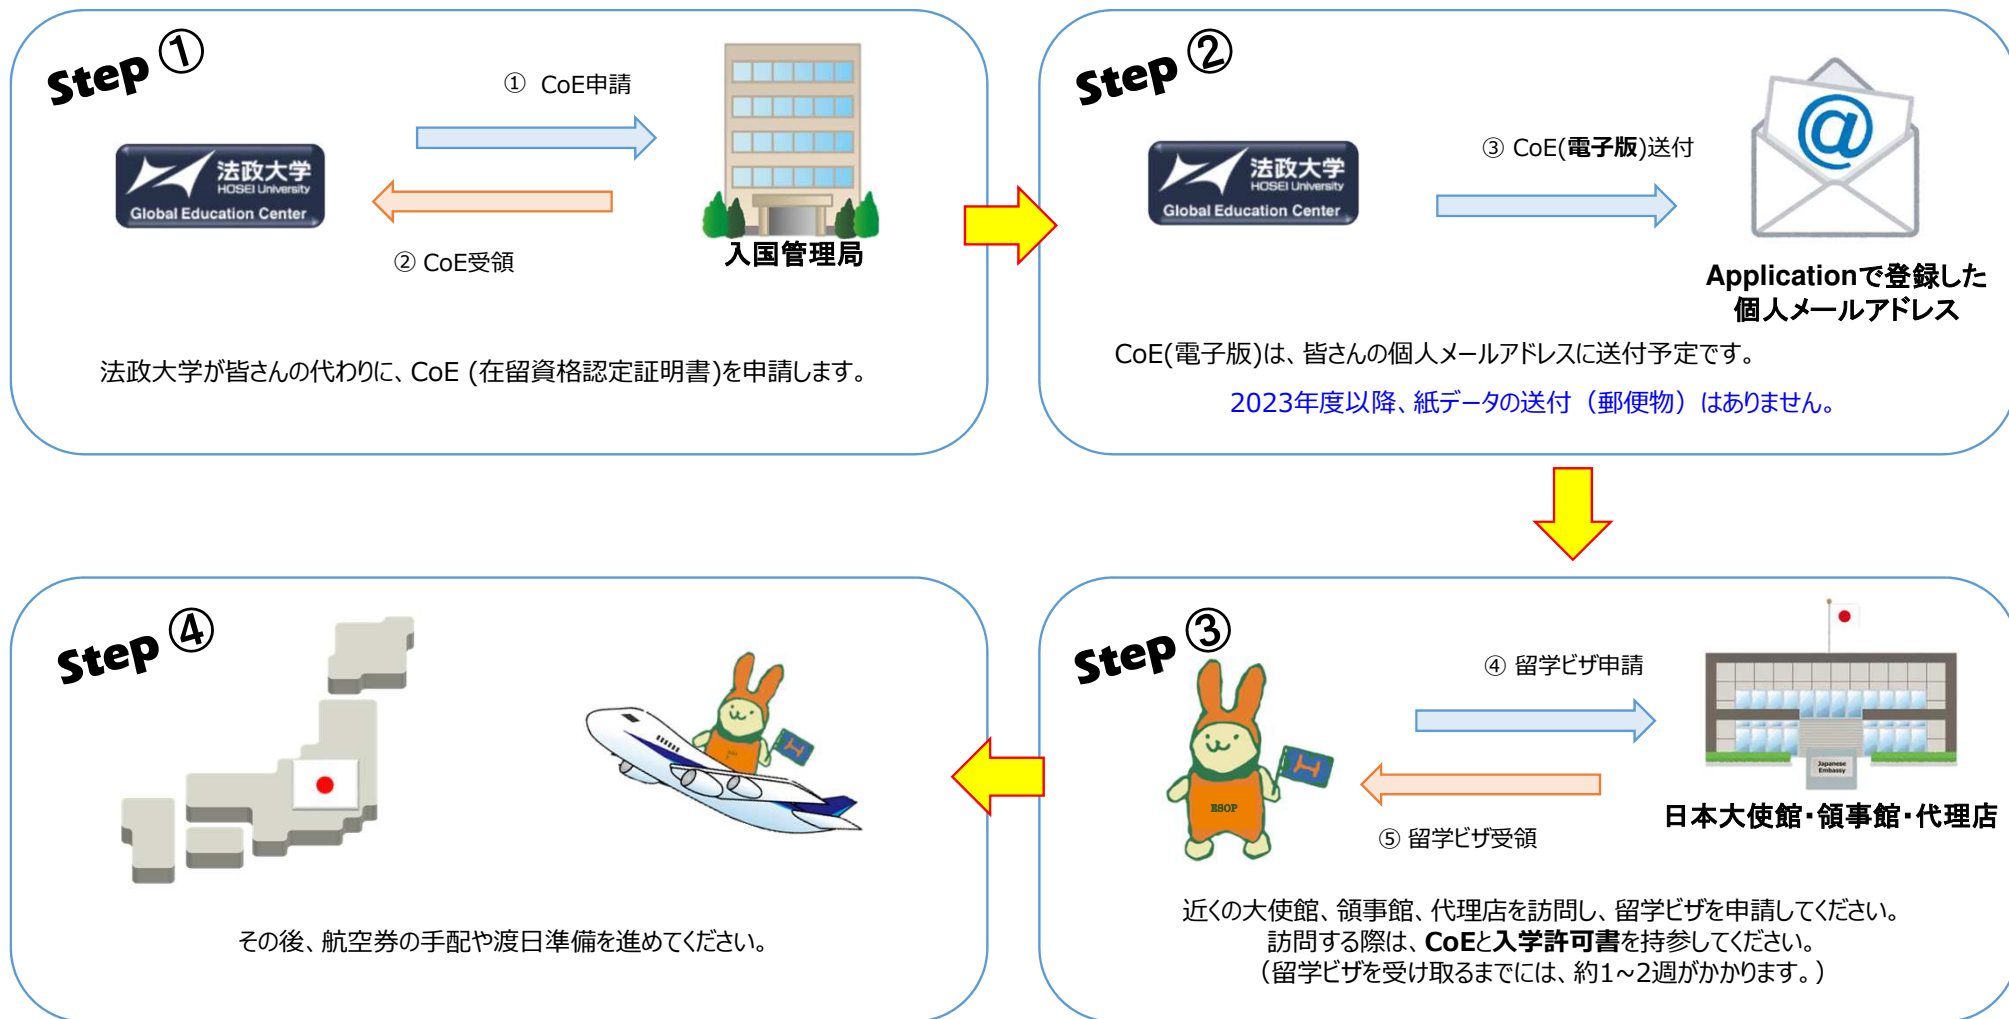 Step ①
① CoE申請
法政大学
HOSEI University
Global Education Center
② CoE受領
入国管理局
法政大学が皆さんの代わりに、CoE (在留資格認定証明書)を申請します。
Step ②
法政大学
HOSEI University
Global Education Center
③ CoE(電子版)送付
@
Applicationで登録した
個人メールアドレス
CoE(電子版)は、皆さんの個人メールアドレスに送付予定です。
2023年度以降、紙データの送付（郵便物）はありません。
Step ③
④ 留学ビザ申請
H
ESOP
Japanese
Embassy
⑤ 留学ビザ受領
日本大使館・領事館・代理店
近くの大使館、領事館、代理店を訪問し、留学ビザを申請してください。
訪問する際は、CoEと入学許可書を持参してください。
（留学ビザを受け取るまでには、約1~2週がかかります。）
Step ④
H
その後、航空券の手配や渡日準備を進めてください。